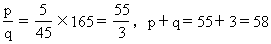 p/q = 5/45 × 165 = 55/3, p + q = 55 + 3 = 58